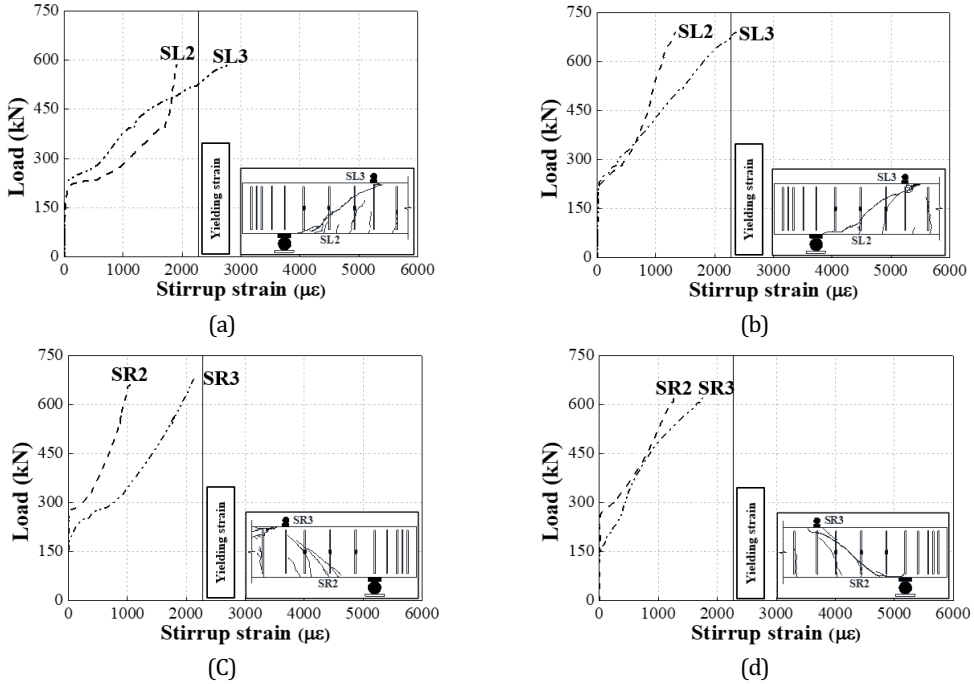 750
600
450
300
150
0
Load (kN)
SL2 SL3
Yielding strain
SL3
SL2
0 1000 2000 3000 4000 5000 6000
Stirrup strain (με)
(a)
750
600
450
300
150
0
Load (kN)
SL2 SL3
Yielding strain
SL3
SL2
0 1000 2000 3000 4000 5000 6000
Stirrup strain (με)
(b)
750
600
450
300
150
0
Load (kN)
SR2 SR3
Yielding strain
SR3
SR2
0 1000 2000 3000 4000 5000 6000
Stirrup strain (με)
(C)
750
600
450
300
150
0
Load (kN)
SR2 SR3
Yielding strain
SR3
SR2
0 1000 2000 3000 4000 5000 6000
Stirrup strain (με)
(d)